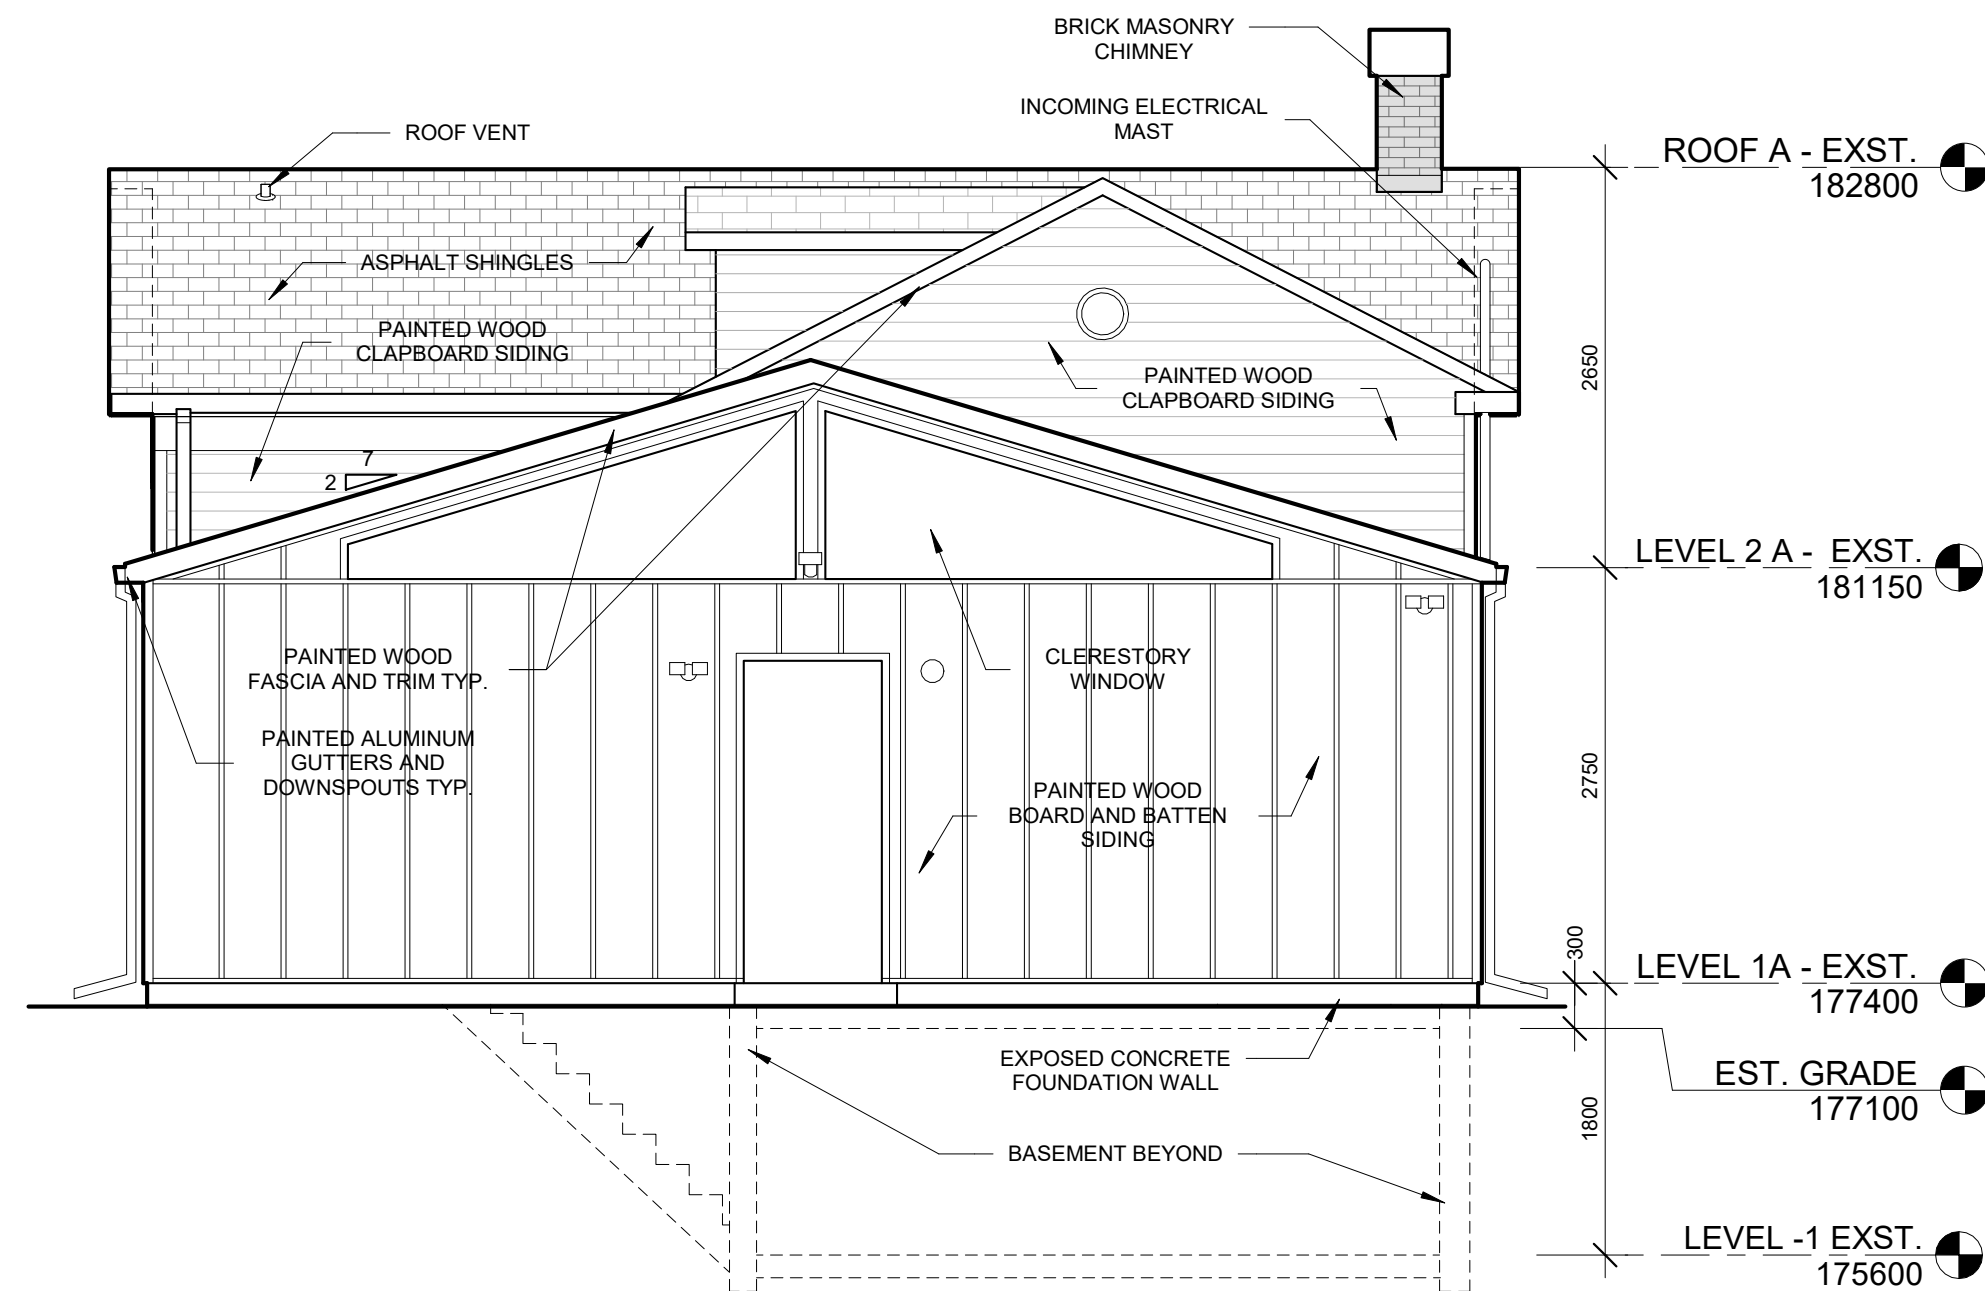 BRICK MASONRY
CHIMNEY
INCOMING ELECTRICAL
MAST
ROOF VENT
ROOF A - EXST.
182800
ASPHALT SHINGLES
PAINTED WOOD
CLAPBOARD SIDING
PAINTED WOOD
CLAPBOARD SIDING
2650
7
2
LEVEL 2 A - EXST.
181150
PAINTED WOOD
FASCIA AND TRIM TYP.
CLERESTORY
WINDOW
PAINTED ALUMINUM
GUTTERS AND
DOWNSPOUTS TYP.
PAINTED WOOD
BOARD AND BATTEN
SIDING
2750
300
LEVEL 1A - EXST.
177400
EXPOSED CONCRETE
FOUNDATION WALL
EST. GRADE
177100
1800
BASEMENT BEYOND
LEVEL -1 EXST.
175600